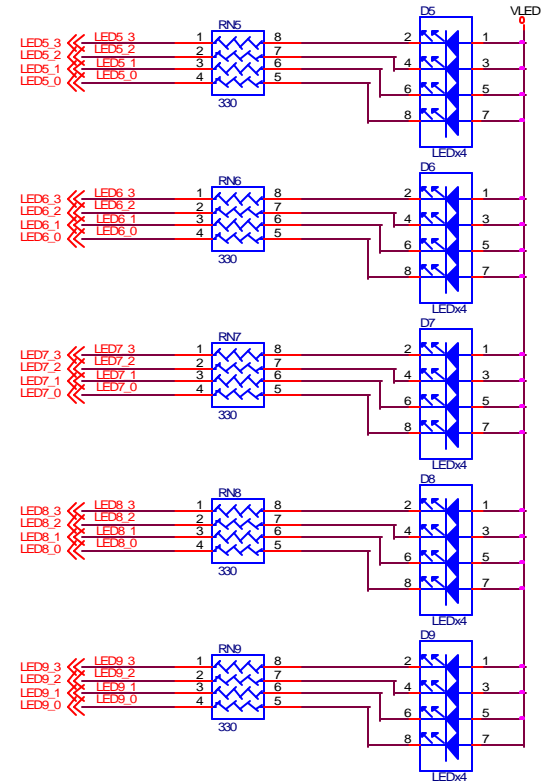 VLED
RN5 D5
LED5_3 LED5_3 1 8 2 1
LED5_2 LED5_2 2 7 4 3
LED5_1 LED5_1 3 6 6 5
LED5_0 LED5_0 4 5 8 7
330 LEDx4
RN6 D6
LED6_3 LED6_3 1 8 2 1
LED6_2 LED6_2 2 7 4 3
LED6_1 LED6_1 3 6 6 5
LED6_0 LED6_0 4 5 8 7
330 LEDx4
RN7 D7
LED7_3 LED7_3 1 8 2 1
LED7_2 LED7_2 2 7 4 3
LED7_1 LED7_1 3 6 6 5
LED7_0 LED7_0 4 5 8 7
330 LEDx4
RN8 D8
LED8_3 LED8_3 1 8 2 1
LED8_2 LED8_2 2 7 4 3
LED8_1 LED8_1 3 6 6 5
LED8_0 LED8_0 4 5 8 7
330 LEDx4
RN9 D9
LED9_3 LED9_3 1 8 2 1
LED9_2 LED9_2 2 7 4 3
LED9_1 LED9_1 3 6 6 5
LED9_0 LED9_0 4 5 8 7
330 LEDx4